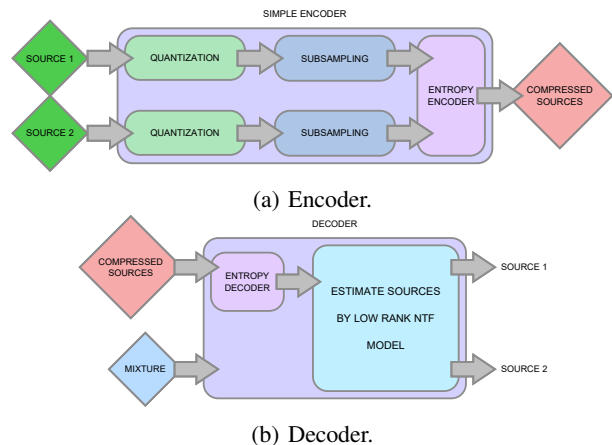 SIMPLE ENCODER
SOURCE 1
QUANTIZATION
SUBSAMPLING
ENTROPY
ENCODER
COMPRESSED
SOURCES
SOURCE 2
QUANTIZATION
SUBSAMPLING
(a) Encoder.
DECODER
COMPRESSED
SOURCES
ENTROPY
DECODER
ESTIMATE SOURCES
BY LOW RANK NTF
MODEL
SOURCE 1
MIXTURE
SOURCE 2
(b) Decoder.